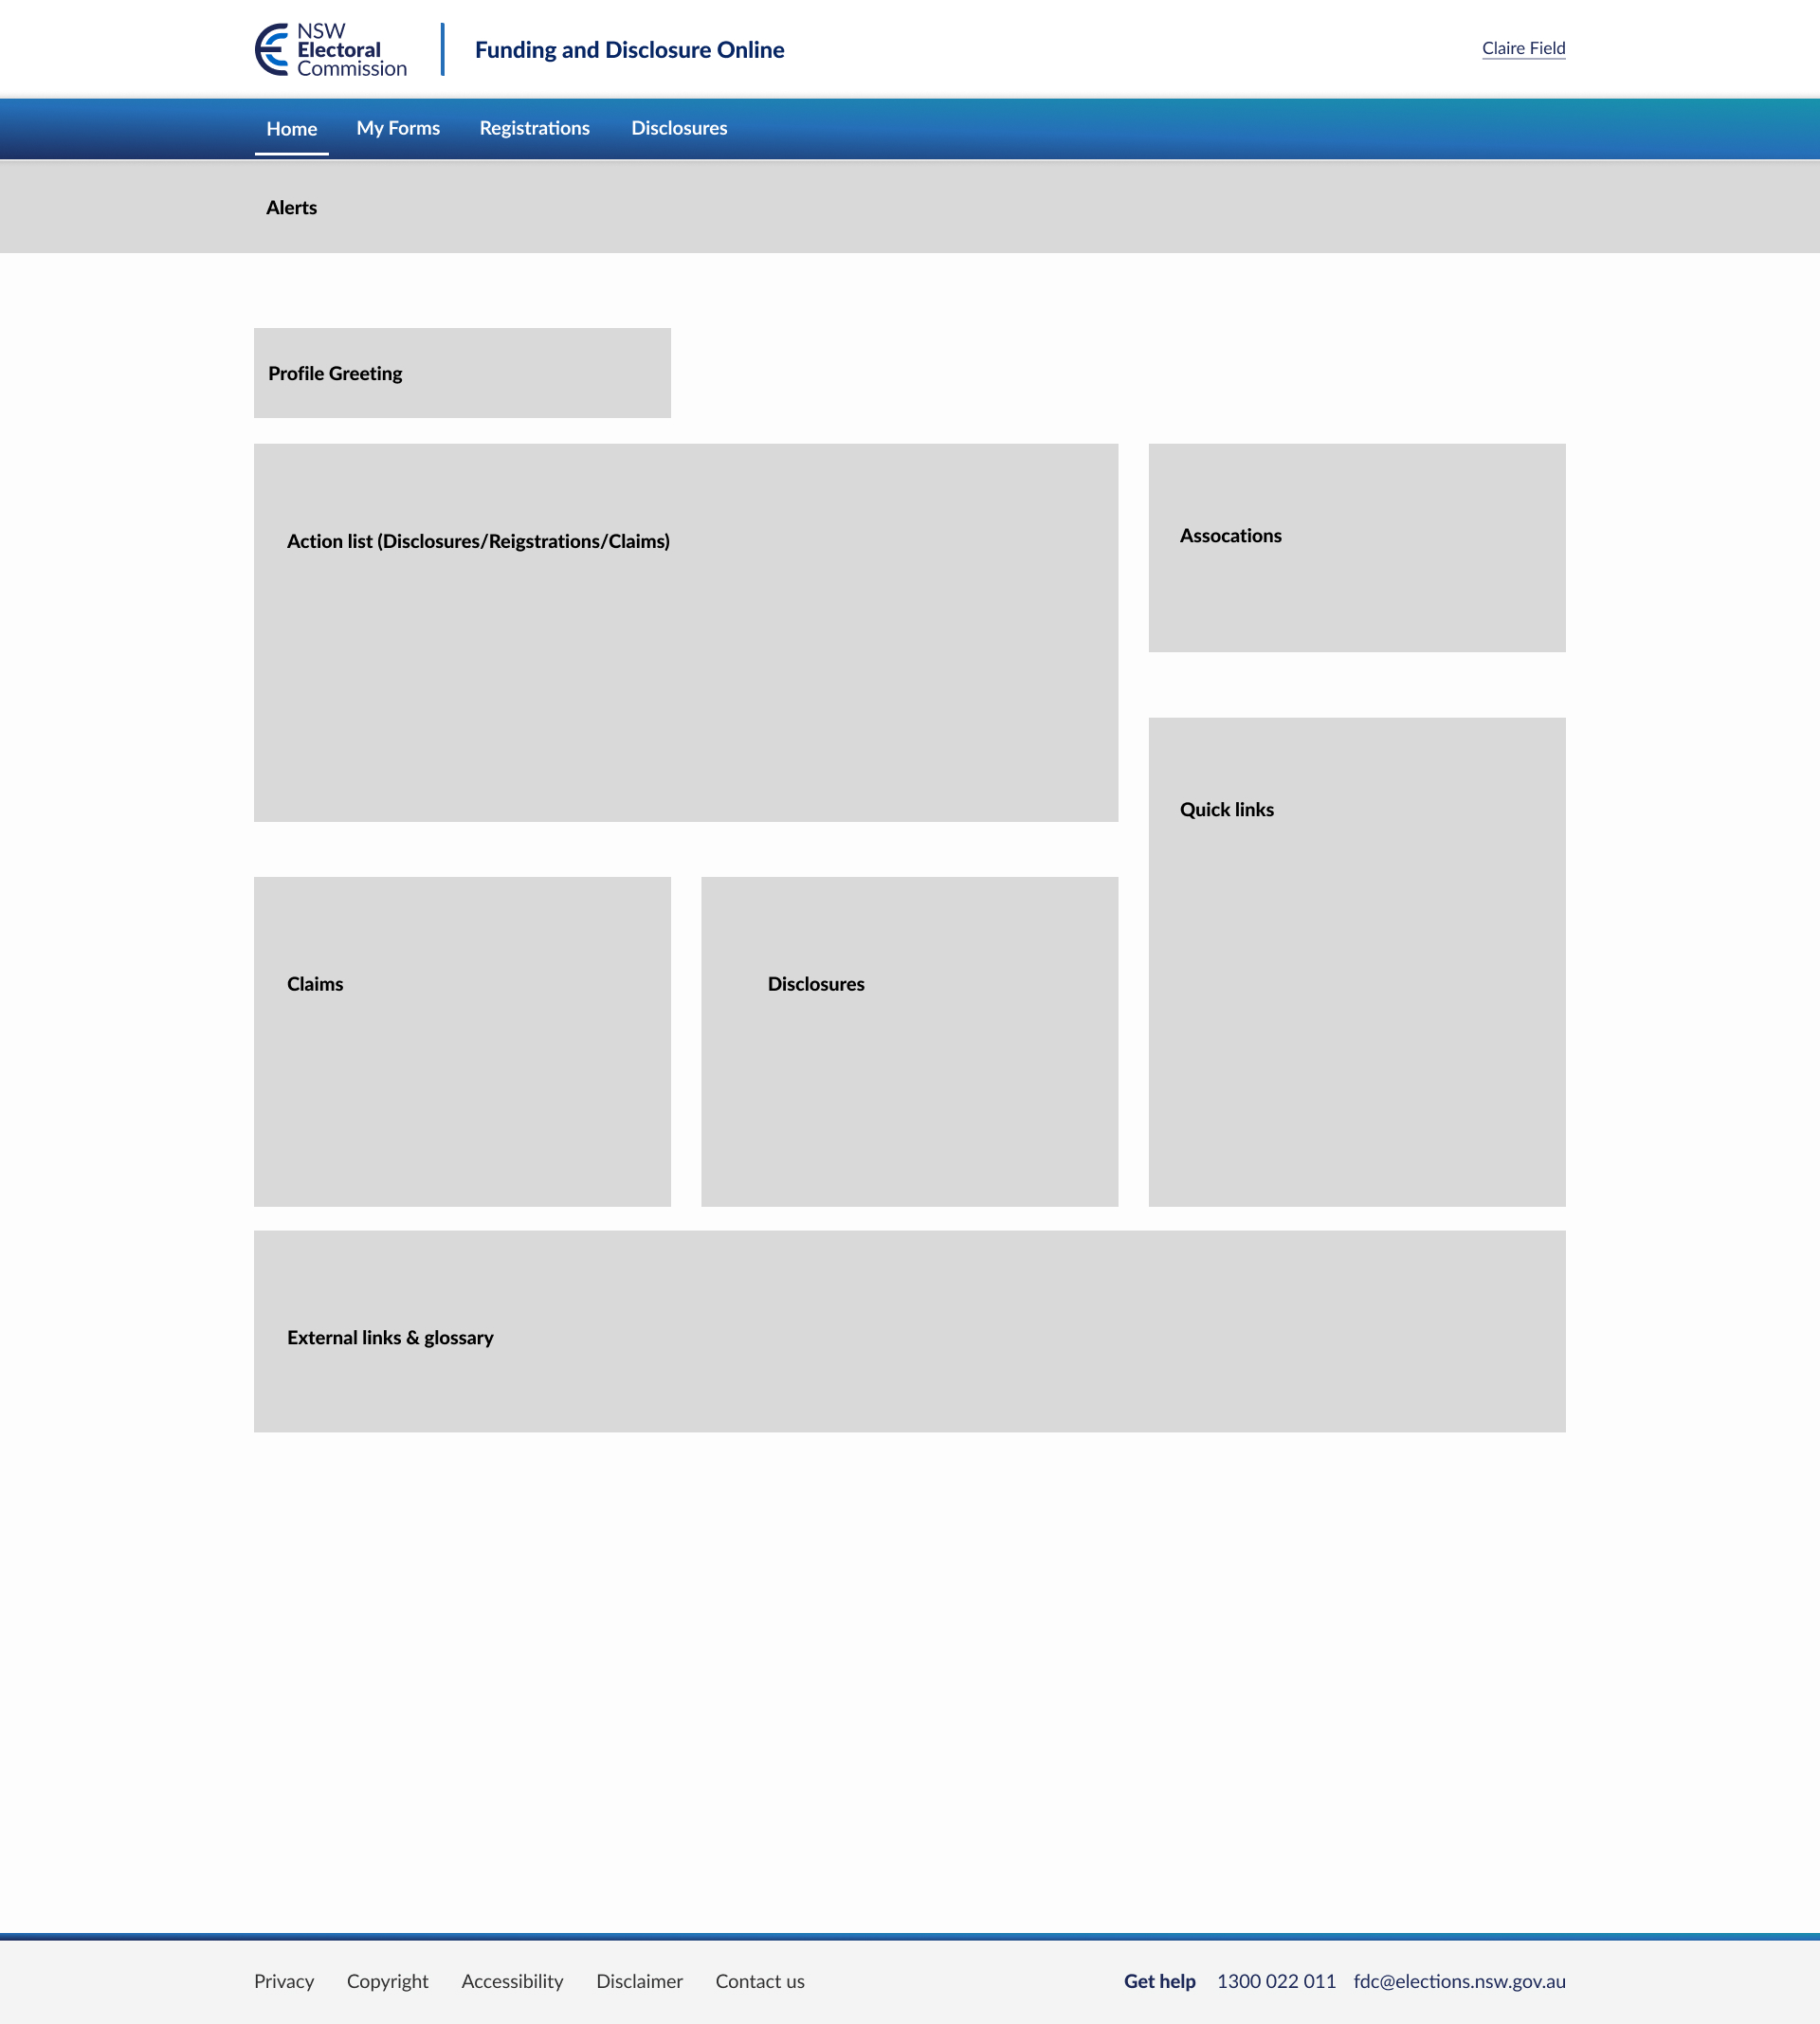 NSW
Electoral
Commission
Funding and Disclosure Online
Claire Field
Home My Forms Registrations Disclosures
Alerts
Profile Greeting
Action list (Disclosures/Reigstrations/Claims)
Assocations
Quick links
Claims
Disclosures
External links & glossary
Privacy Copyright Accessibility Disclaimer Contact us
Get help 1300 022 011 fdc@elections.nsw.gov.au